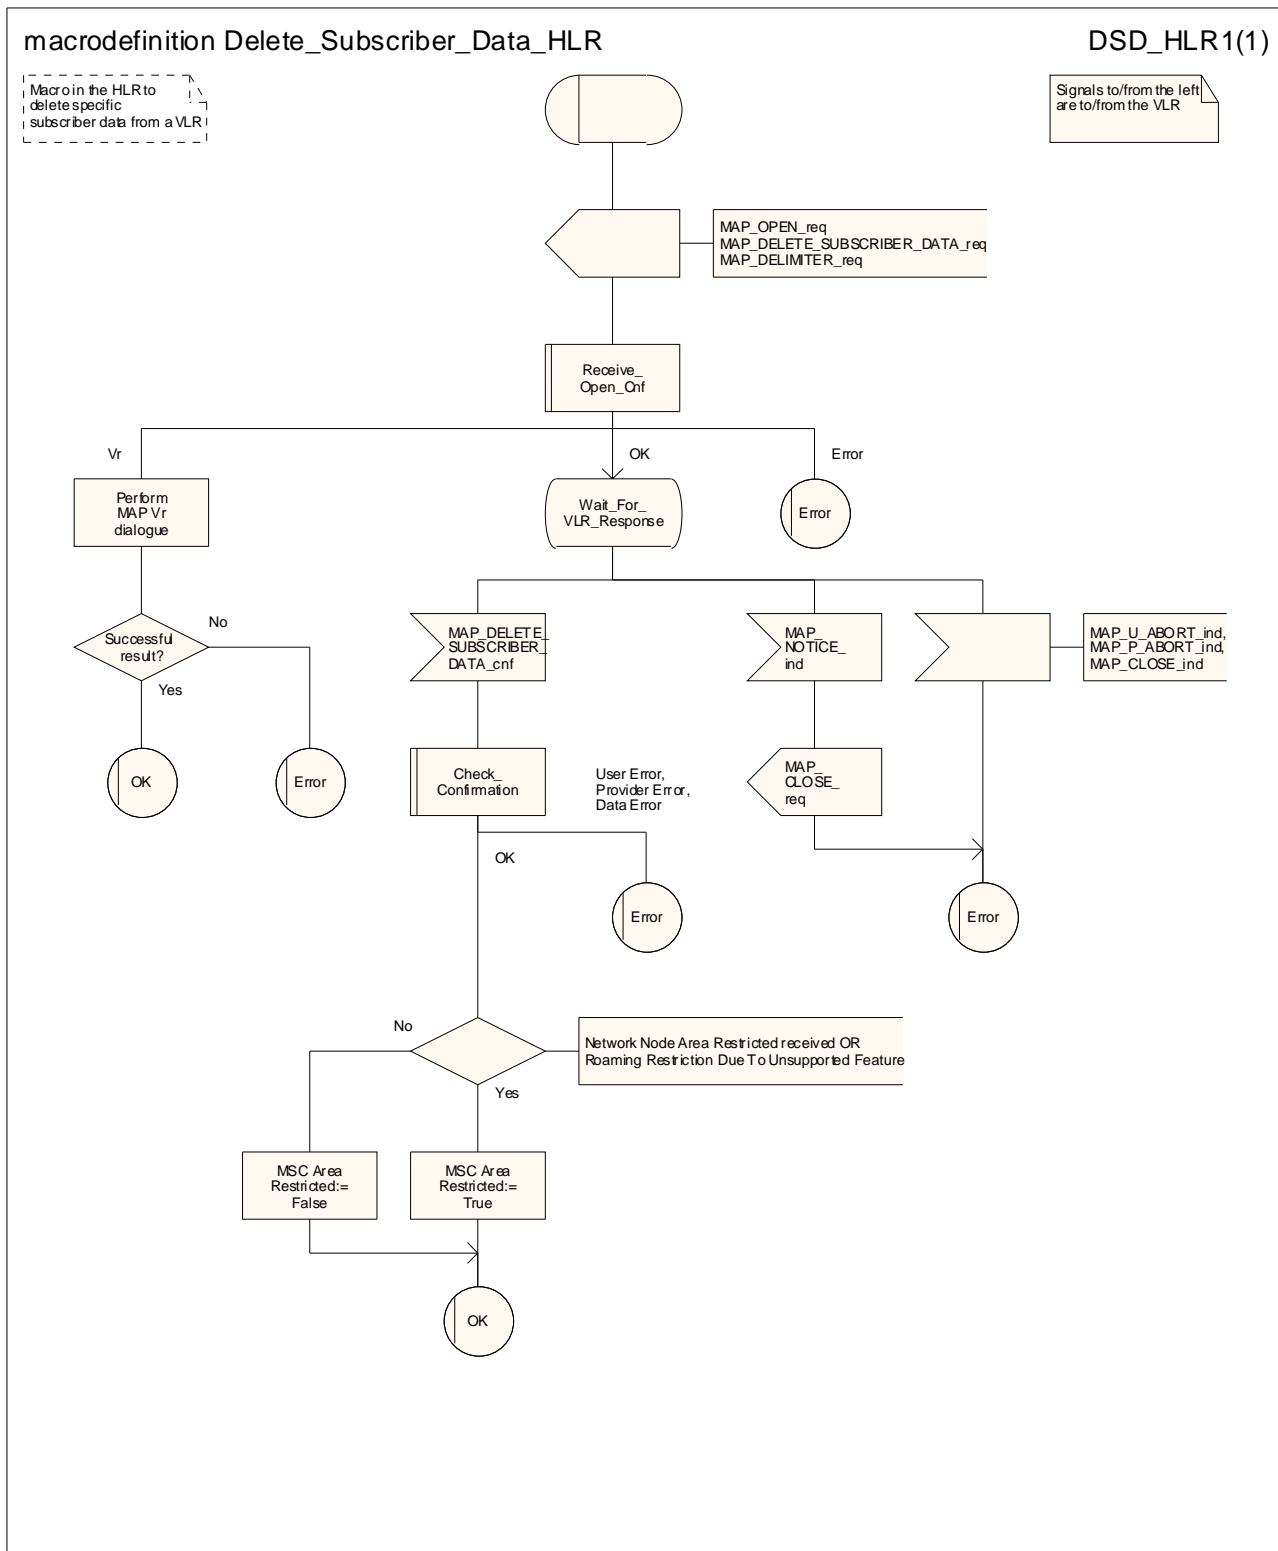 macrodefinition Delete_Subscriber_Data_HLR
DSD_HLR1(1)
Macro in the HLR to
delete specific
subscriber data from a VLR
Signals to/from the left
are to/from the VLR
MAP_OPEN_req
MAP_DELETE_SUBSCRIBER_DATA_req
MAP_DELIMITER_req
Receive_
Open_Cnf
Vr
OK
Error
Perform
MAP Vr
dialogue
Wait_For_
VLR_Response
Error
Successful
result?
No
Yes
MAP_DELETE_
SUBSCRIBER_
DATA_cnf
MAP_
NOTICE_
ind
MAP_U_ABORT_ind,
MAP_P_ABORT_ind,
MAP_CLOSE_ind
OK
Error
Check_
Confirmation
User Error,
Provider Error,
Data Error
MAP_
CLOSE_
req
OK
Error
Error
No
Yes
Network Node Area Restricted received OR
Roaming Restriction Due To Unsupported Feature
MSC Area
Restricted:=
False
MSC Area
Restricted:=
True
OK